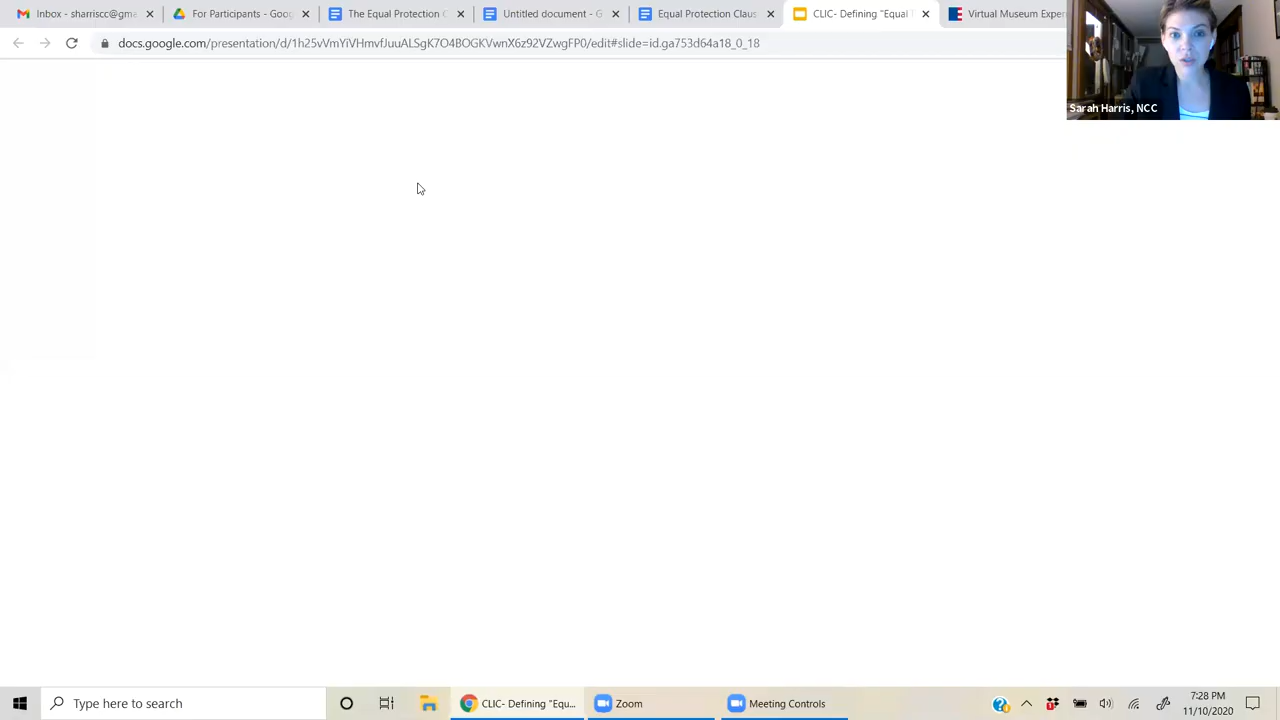 Inbox - sharriscc@gme
For Participants - Goog
The Equal Protection C
Untitled document - G
Equal Protection Claus
CLIC- Defining "Equal
Virtual Museum Exper
docs.google.com/presentation/d/1h25vVmYiVHmvfJuuALSgK7O4BOGKVwnX6z92VZwgFP0/edit#slide=id.ga753d64a18_0_18
Sarah Harris, NCC
Type here to search
CLIC- Defining "Equ...
Zoom
Meeting Controls
7:28 PM
11/10/2020